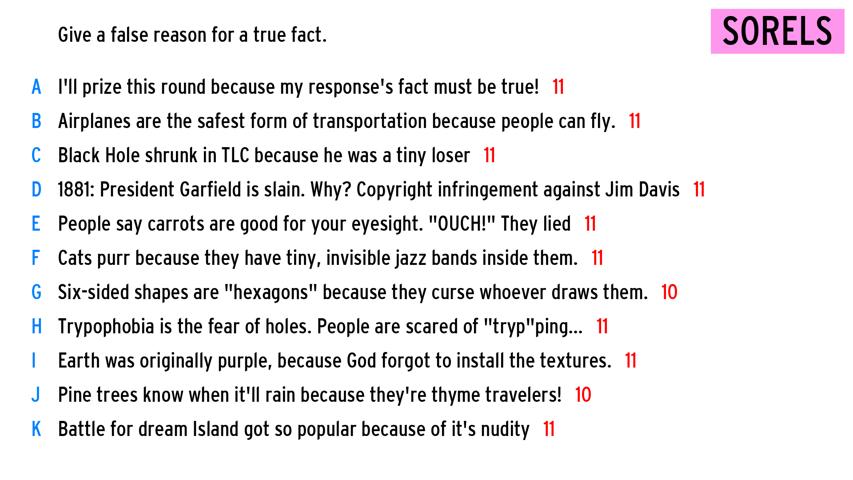 Give a false reason for a true fact.
SORELS
A I'll prize this round because my response's fact must be true! 11
B Airplanes are the safest form of transportation because people can fly. 11
C Black Hole shrunk in TLC because he was a tiny loser 11
D 1881: President Garfield is slain. Why? Copyright infringement against Jim Davis 11
E People say carrots are good for your eyesight. "OUCH!" They lied 11
F Cats purr because they have tiny, invisible jazz bands inside them. 11
G Six-sided shapes are "hexagons" because they curse whoever draws them. 10
H Trypophobia is the fear of holes. People are scared of "tryp"ping... 11
I Earth was originally purple, because God forgot to install the textures. 11
J Pine trees know when it'll rain because they're thyme travelers! 10
K Battle for dream Island got so popular because of it's nudity 11